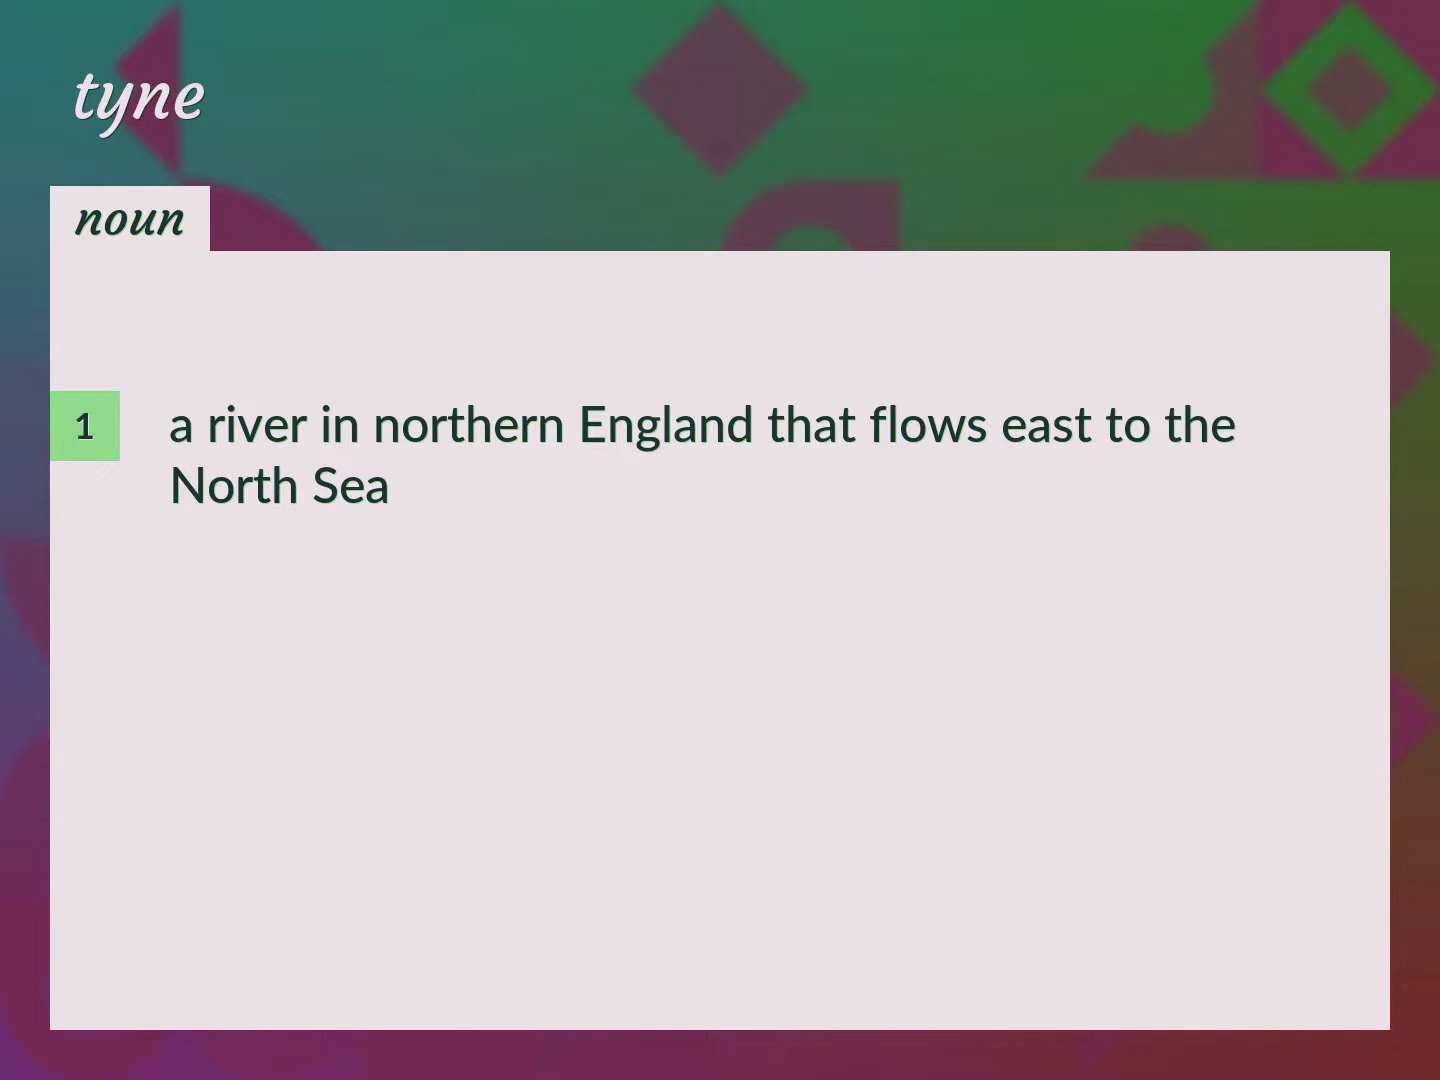 tyne
noun
1
a river in northern England that flows east to the
North Sea